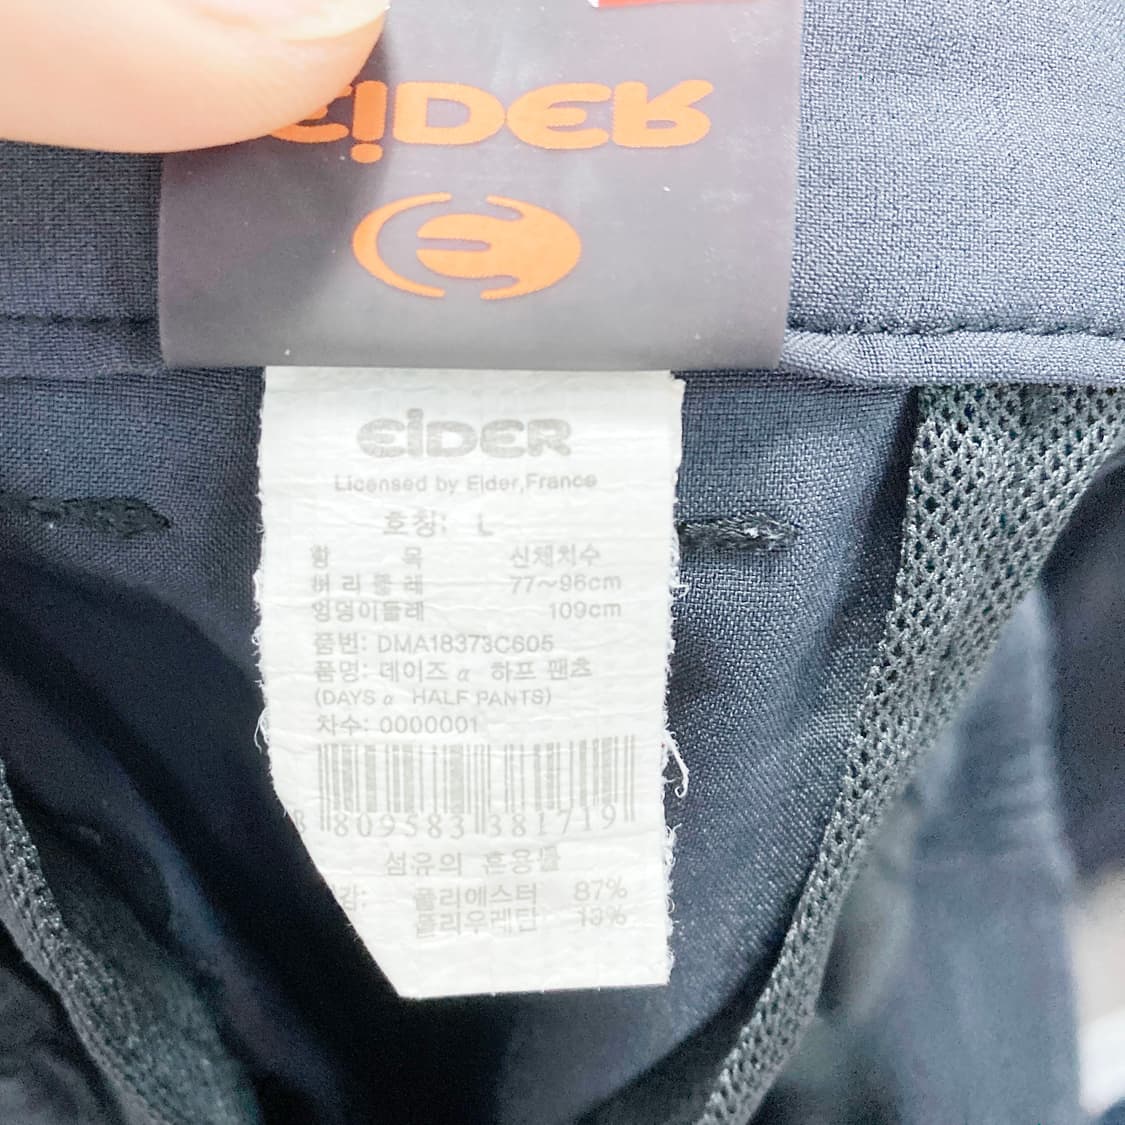 EIDER
EIDER
Licensed by Eider,France
호칭: L
항 목 신체치수
허리둘레 77~96cm
엉덩이둘레 109cm
품번: DMA18373C605
품명: 데이즈 α 하프 팬츠
(DAYS α HALF PANTS)
차수: 0000001
8 809583 381719
섬유의 혼용률
겉감: 폴리에스터 87%
폴리우레탄 13%